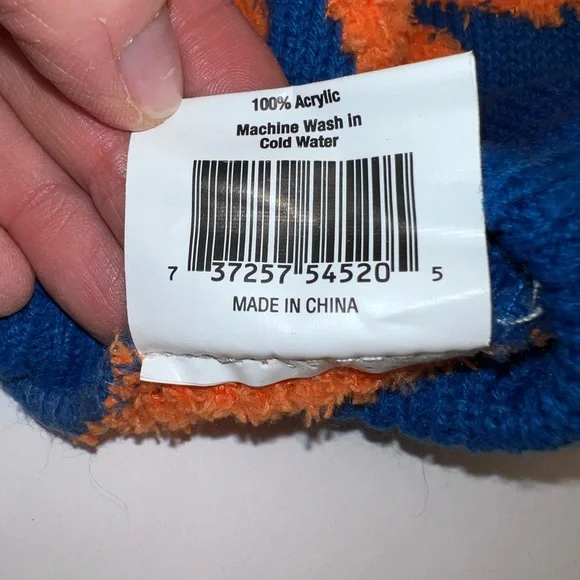 100% Acrylic
Machine Wash in
Cold Water
7 37257 54520 5
MADE IN CHINA